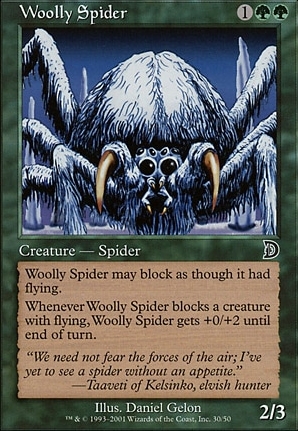 Woolly Spider 1
Creature — Spider
D
Woolly Spider may block as though it had
flying.
Whenever Woolly Spider blocks a creature
with flying, Woolly Spider gets +0/+2 until
end of turn.
“We need not fear the forces of the air; I've
yet to see a spider without an appetite.”
—Taaveti of Kelsinko, elvish hunter
Illus. Daniel Gelon
™ & © 1993–2001 Wizards of the Coast, Inc. 30/50
2/3